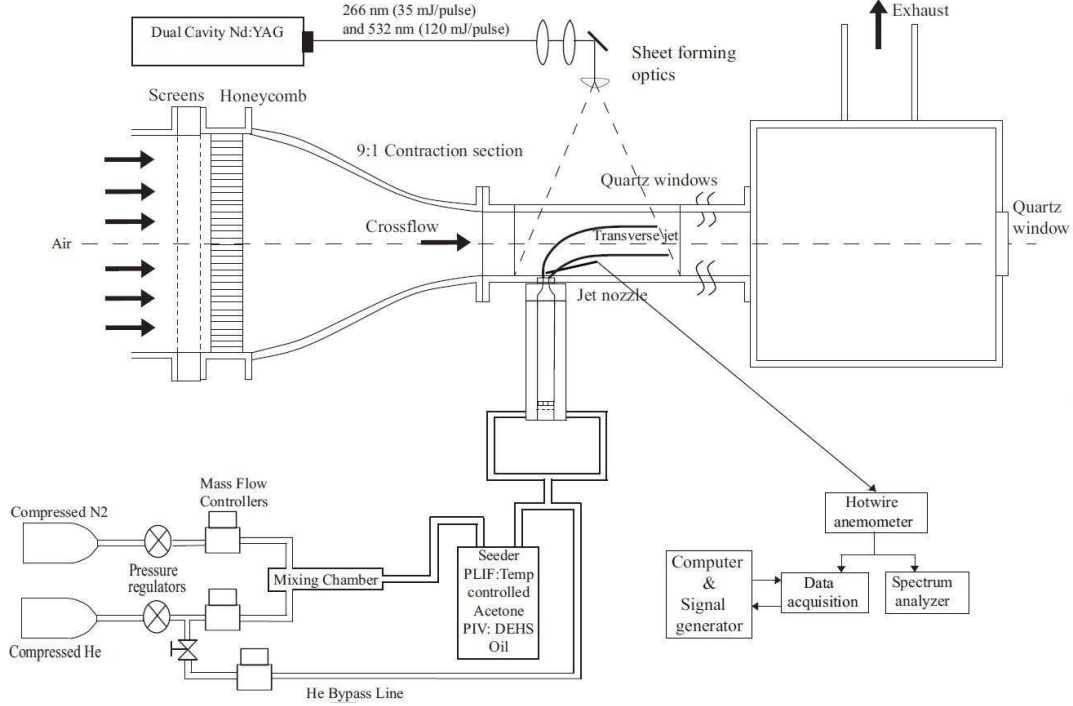 266 nm (35 mJ/pulse)
and 532 nm (120 mJ/pulse)
Dual Cavity Nd:YAG
Exhaust
Sheet forming
optics
Screens
Honeycomb
9:1 Contraction section
Quartz windows
Quartz
window
Crossflow
Air
Transverse jet
Jet nozzle
Mass Flow
Controllers
Compressed N2
Pressure
regulators
Compressed He
Mixing Chamber
Seeder
PLIF:Temp
controlled
Acetone
PIV: DEHS
Oil
He Bypass Line
Hotwire
anemometer
Computer
&
Signal
generator
Data
acquisition
Spectrum
analyzer